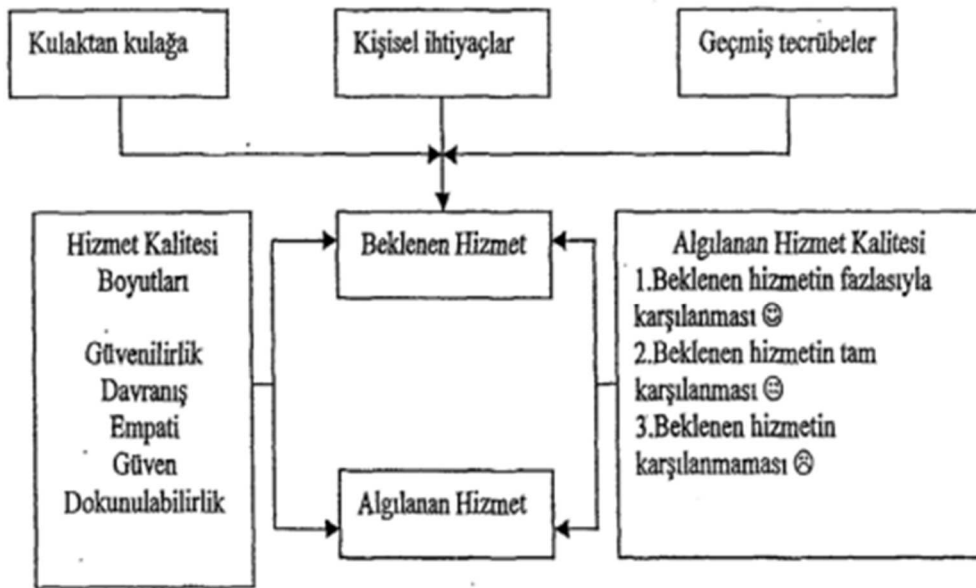 Kulaktan kulağa
Kişisel ihtiyaçlar
Geçmiş tecrübeler
Hizmet Kalitesi
Boyutları
Güvenilirlik
Davranış
Empati
Güven
Dokunulabilirlik
Beklenen Hizmet
Algılanan Hizmet
Algılanan Hizmet Kalitesi
1.Beklenen hizmetin fazlasıyla
karşılanması ☺
2.Beklenen hizmetin tam
karşılanması 😐
3.Beklenen hizmetin
karşılanmaması ☹